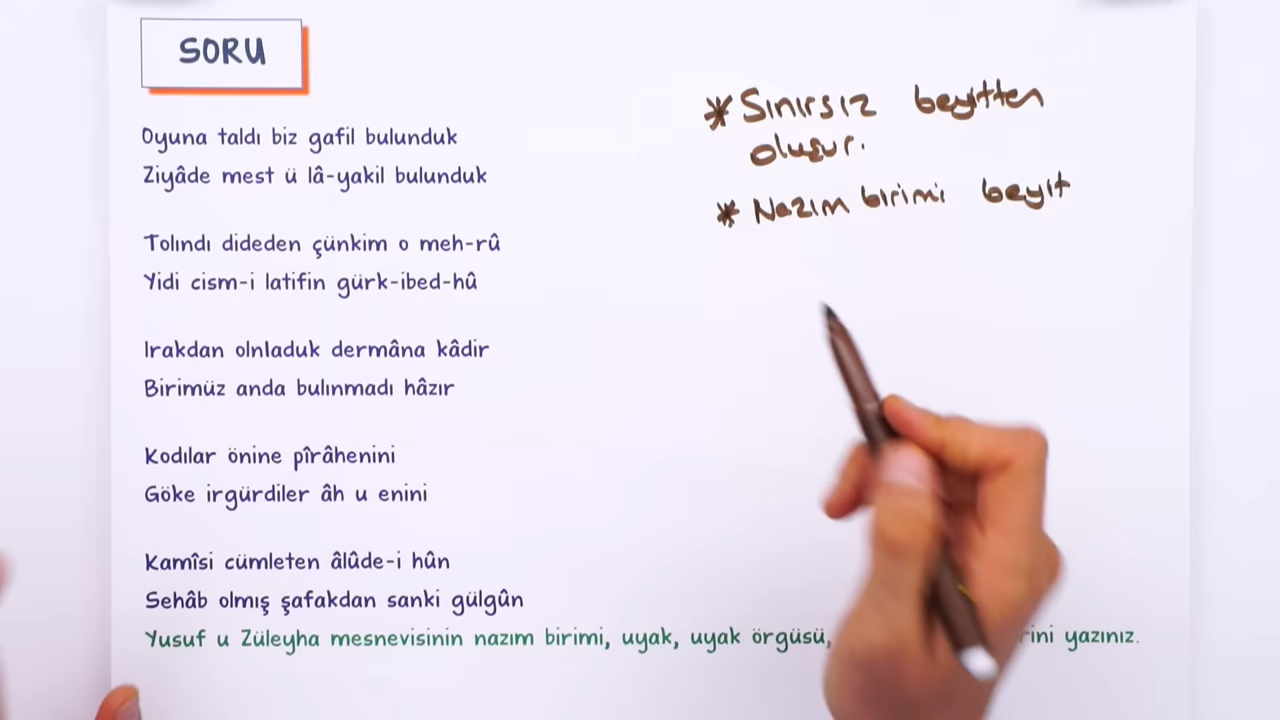 SORU
Oyuna taldı biz gafil bulunduk
Ziyâde mest ü lâ-yakil bulunduk
Tolındı dideden çünkim o meh-rû
Yidi cism-i latifin gürk-ibed-hû
Irakdan olnladuk dermâna kâdir
Birimüz anda bulınmadı hâzır
Kodılar önine pîrâhenini
Göke irgürdiler âh u enini
Kamîsi cümleten âlûde-i hûn
Sehâb olmış şafakdan sanki gülgûn
Yusuf u Züleyha mesnevisinin nazım birimi, uyak, uyak örgüsü, yazınız.
* Sınırsız beyitten
oluşur.
* Nazım birimi beyit